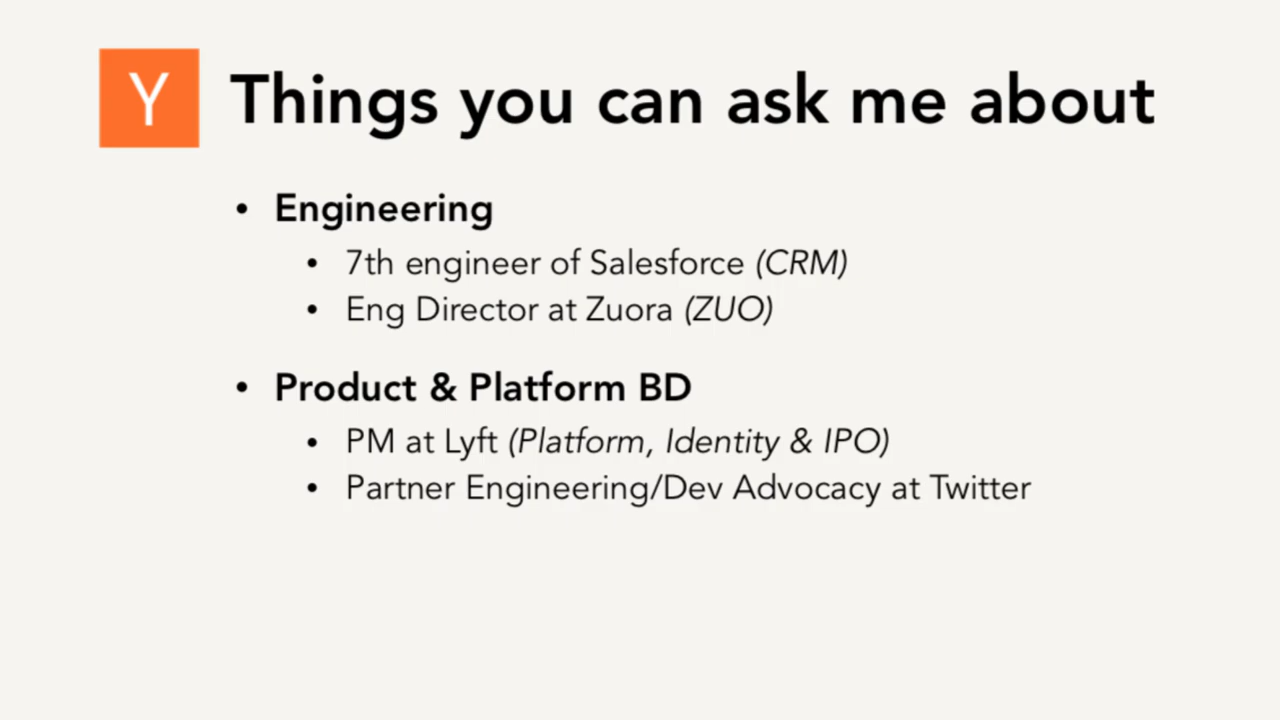 Y Things you can ask me about
• Engineering
• 7th engineer of Salesforce (CRM)
• Eng Director at Zuora (ZUO)
• Product & Platform BD
• PM at Lyft (Platform, Identity & IPO)
• Partner Engineering/Dev Advocacy at Twitter